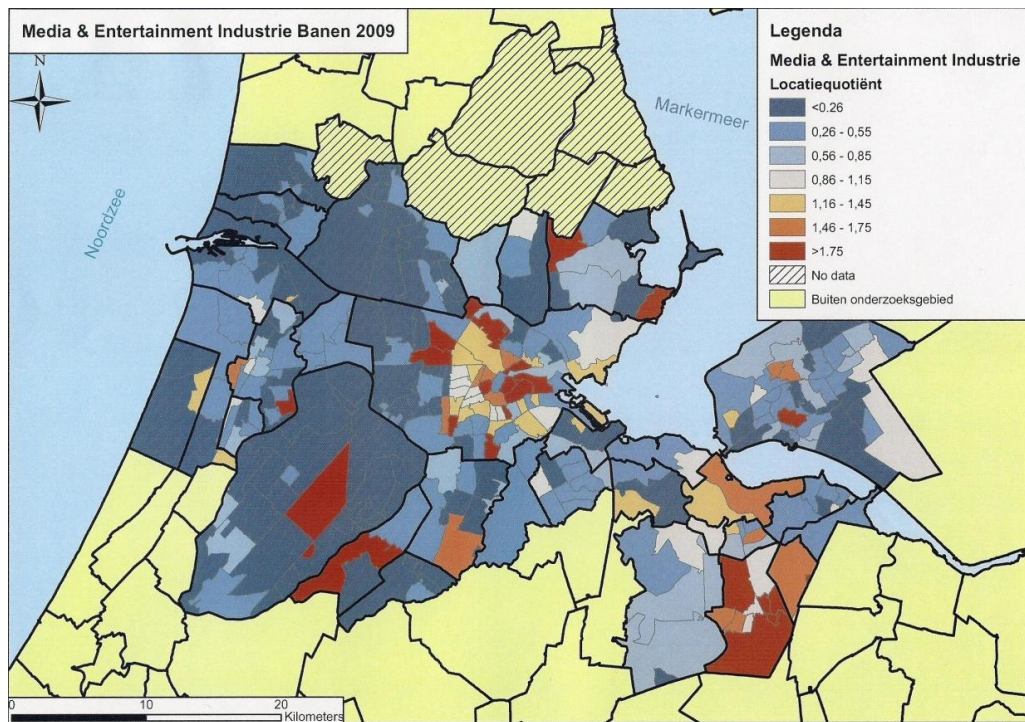 Media & Entertainment Industrie Banen 2009
N
Noordzee
Markermeer
Legenda
Media & Entertainment Industrie
Locatiequotiënt
<0.26
0,26 - 0,55
0,56 - 0,85
0,86 - 1,15
1,16 - 1,45
1,46 - 1,75
>1.75
No data
Buiten onderzoeksgebied
0 10 20
Kilometers